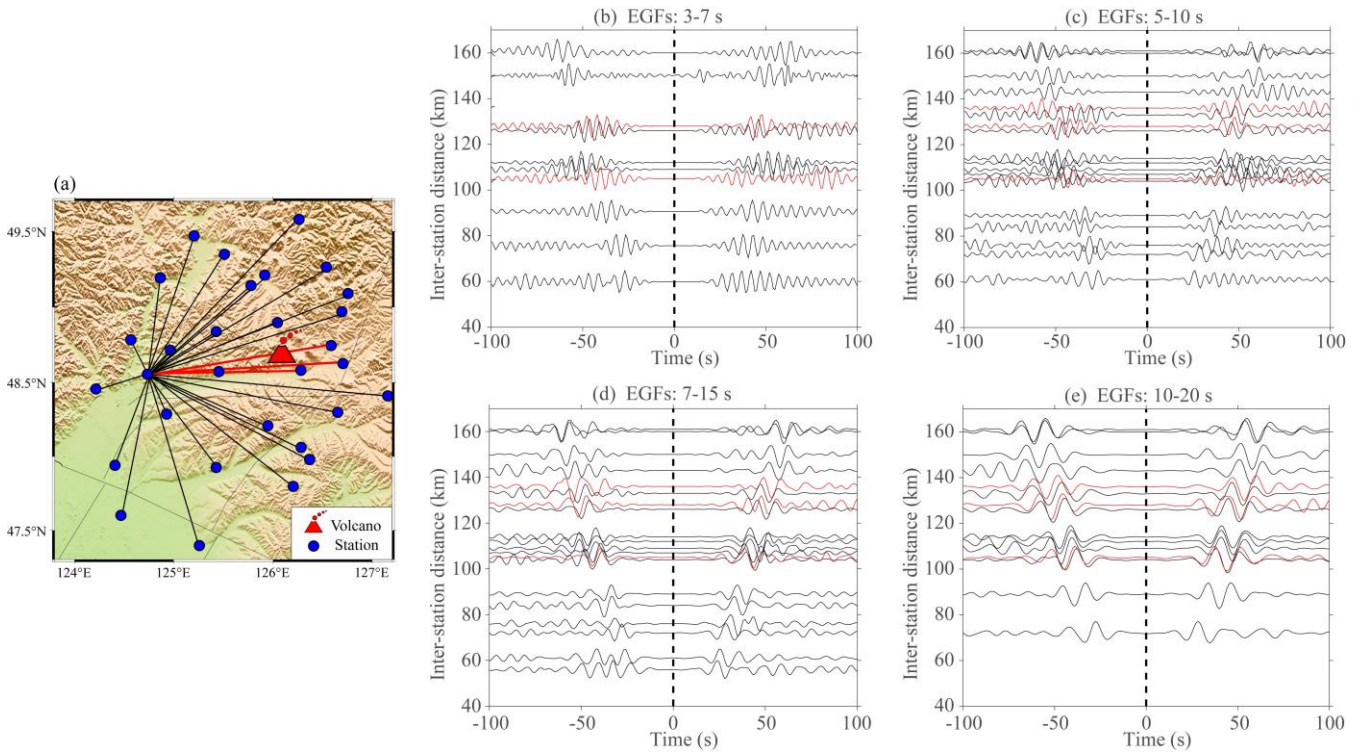 (a)
49.5°N
48.5°N
47.5°N
124°E 125°E 126°E 127°E
Volcano
Station
(b) EGFs: 3-7 s
Inter-station distance (km)
160
140
120
100
80
60
40
-100 -50 0 50 100
Time (s)
(c) EGFs: 5-10 s
Inter-station distance (km)
160
140
120
100
80
60
40
-100 -50 0 50 100
Time (s)
(d) EGFs: 7-15 s
Inter-station distance (km)
160
140
120
100
80
60
40
-100 -50 0 50 100
Time (s)
(e) EGFs: 10-20 s
Inter-station distance (km)
160
140
120
100
80
60
40
-100 -50 0 50 100
Time (s)